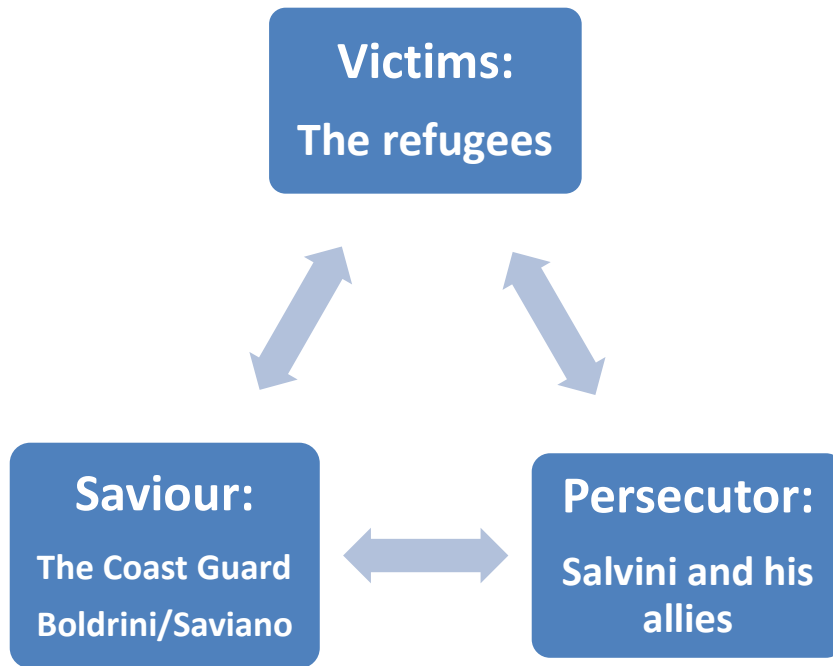 Victims:
The refugees
Saviour:
The Coast Guard
Boldrini/Saviano
Persecutor:
Salvini and his
allies